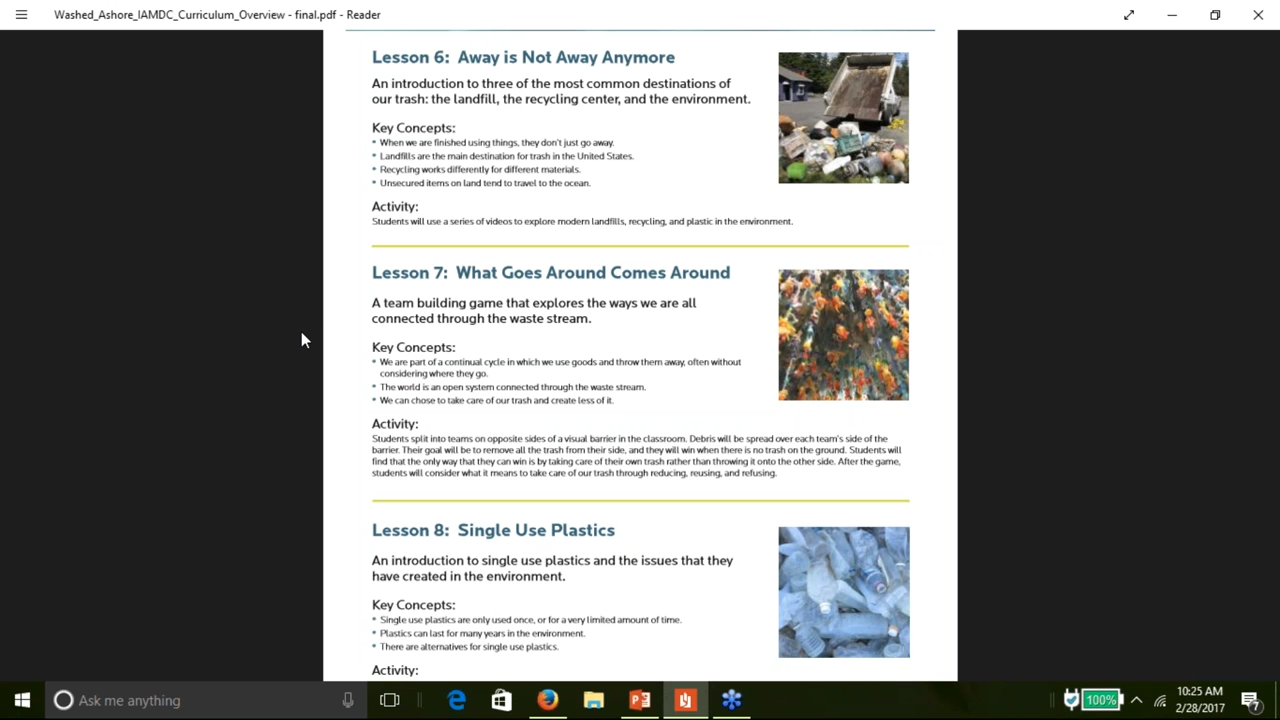 Washed_Ashore_IAMDC_Curriculum_Overview - final.pdf - Reader
Lesson 6: Away is Not Away Anymore
An introduction to three of the most common destinations of
our trash: the landfill, the recycling center, and the environment.
Key Concepts:
• When we are finished using things, they don't just go away.
• Landfills are the main destination for trash in the United States.
• Recycling works differently for different materials.
• Unsecured items on land tend to travel to the ocean.
Activity:
Students will use a series of videos to explore modern landfills, recycling, and plastic in the environment.
Lesson 7: What Goes Around Comes Around
A team building game that explores the ways we are all
connected through the waste stream.
Key Concepts:
• We are part of a continual cycle in which we use goods and throw them away, often without
considering where they go.
• The world is an open system connected through the waste stream.
• We can chose to take care of our trash and create less of it.
Activity:
Students split into teams on opposite sides of a visual barrier in the classroom. Debris will be spread over each team's side of the
barrier. Their goal will be to remove all the trash from their side, and they will win when there is no trash on the ground. Students will
find that the only way that they can win is by taking care of their own trash rather than throwing it onto the other side. After the game,
students will consider what it means to take care of our trash through reducing, reusing, and refusing.
Lesson 8: Single Use Plastics
An introduction to single use plastics and the issues that they
have created in the environment.
Key Concepts:
• Single use plastics are only used once, or for a very limited amount of time.
• Plastics can last for many years in the environment.
• There are alternatives for single use plastics.
Activity:
Ask me anything
100%
10:25 AM
2/28/2017
7